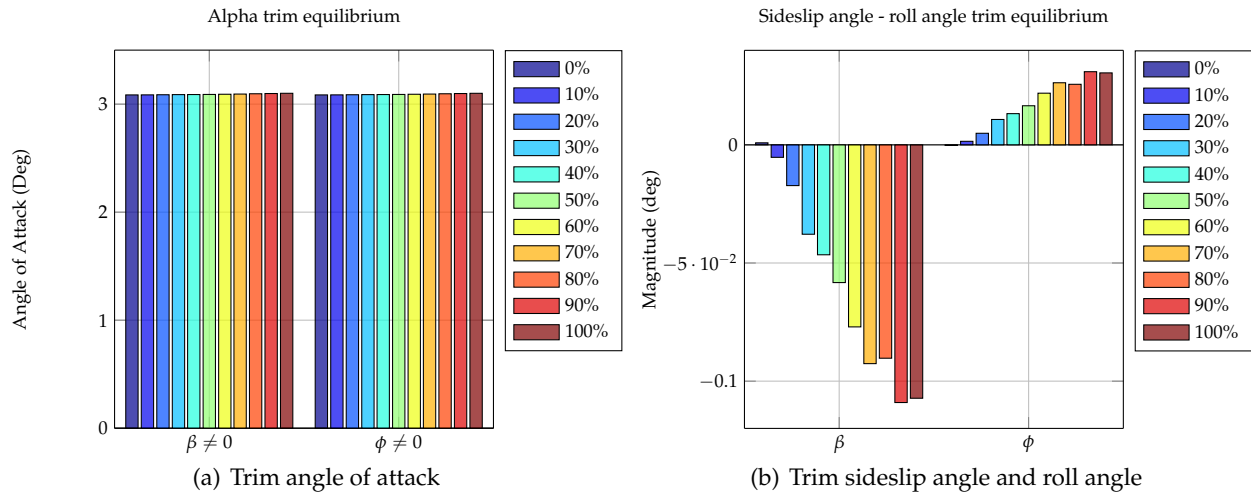 Alpha trim equilibrium
Angle of Attack (Deg)
3
2
1
0
β ≠ 0
ϕ ≠ 0
0%
10%
20%
30%
40%
50%
60%
70%
80%
90%
100%
(a) Trim angle of attack
Sideslip angle - roll angle trim equilibrium
Magnitude (deg)
0
−5 · 10⁻²
−0.1
β
ϕ
0%
10%
20%
30%
40%
50%
60%
70%
80%
90%
100%
(b) Trim sideslip angle and roll angle